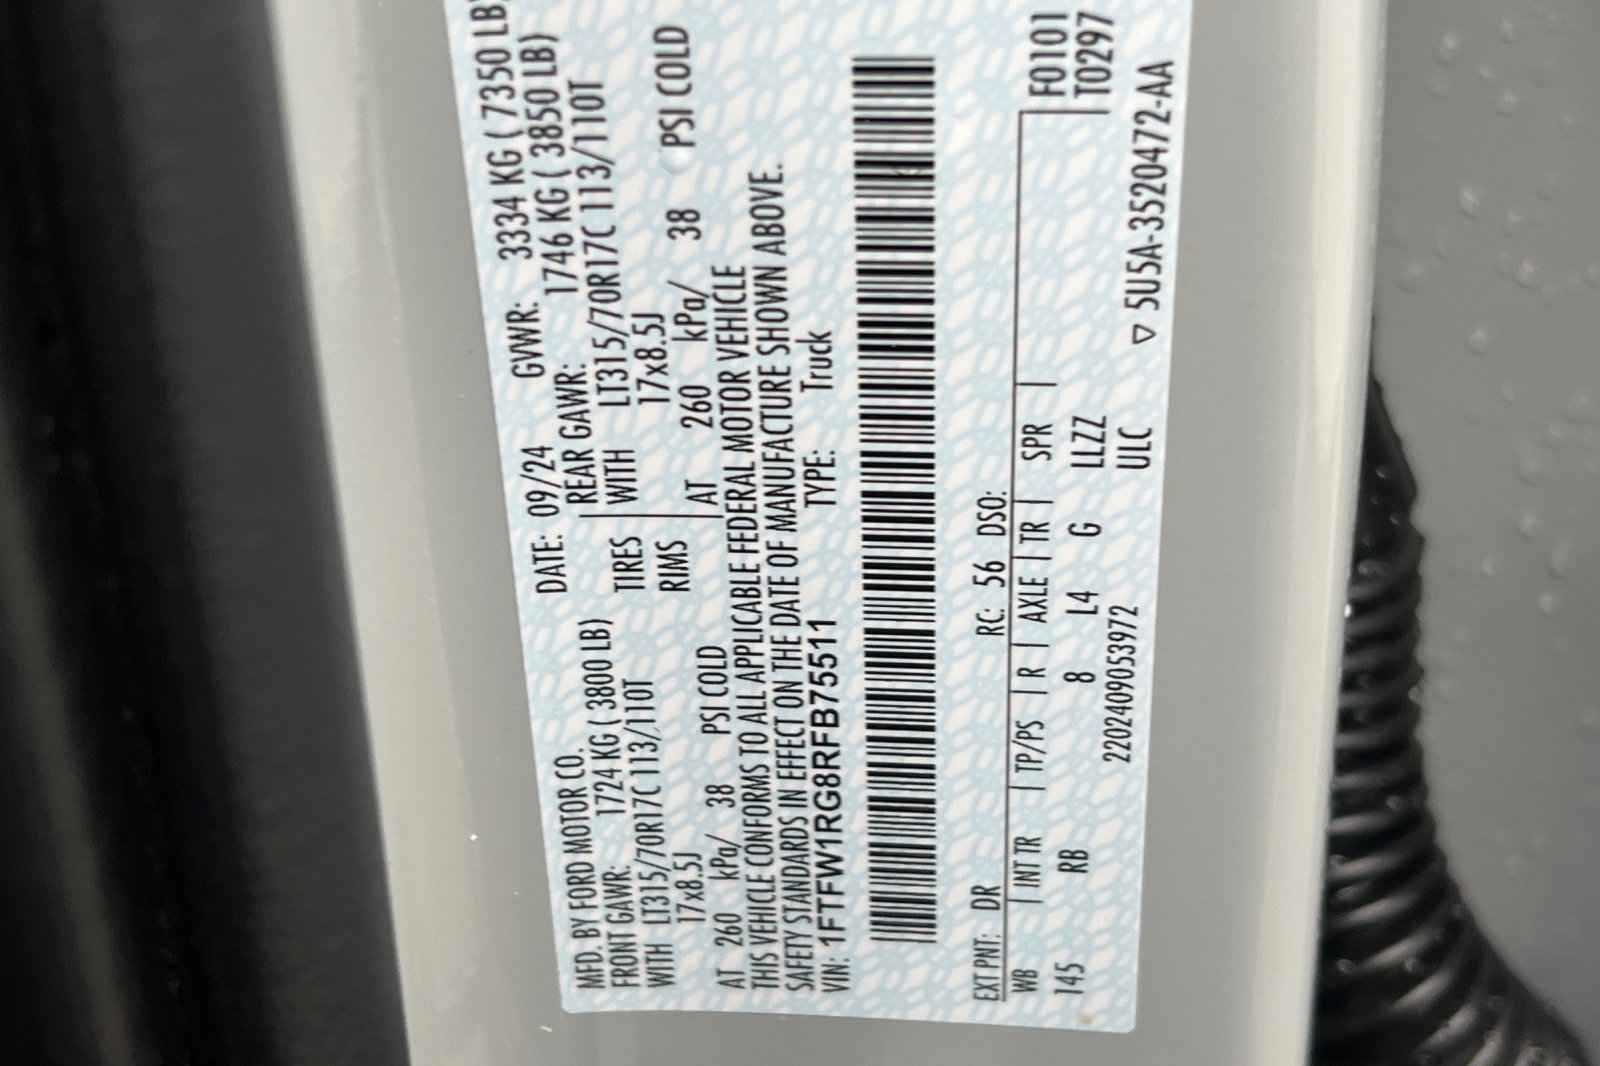 MFD. BY FORD MOTOR CO.
DATE: 09/24 GVWR: 3334 KG ( 7350 LB)
FRONT GAWR: 1724 KG ( 3800 LB) REAR GAWR: 1746 KG ( 3850 LB)
WITH LT315/70R17C 113/110T TIRES WITH LT315/70R17C 113/110T
17x8.5J RIMS 17x8.5J
AT 260 kPa/ 38 PSI COLD AT 260 kPa/ 38 PSI COLD
THIS VEHICLE CONFORMS TO ALL APPLICABLE FEDERAL MOTOR VEHICLE
SAFETY STANDARDS IN EFFECT ON THE DATE OF MANUFACTURE SHOWN ABOVE.
VIN: 1FTFW1RG8RFB75511 TYPE: Truck
EXT PNT: DR RC: 56 DSO:
WB INT TR TP/PS R AXLE TR SPR F01101
145 RB 8 L4 G LLZZ T0297
2202409053972 ULC
▽ 5U5A-3520472-AA